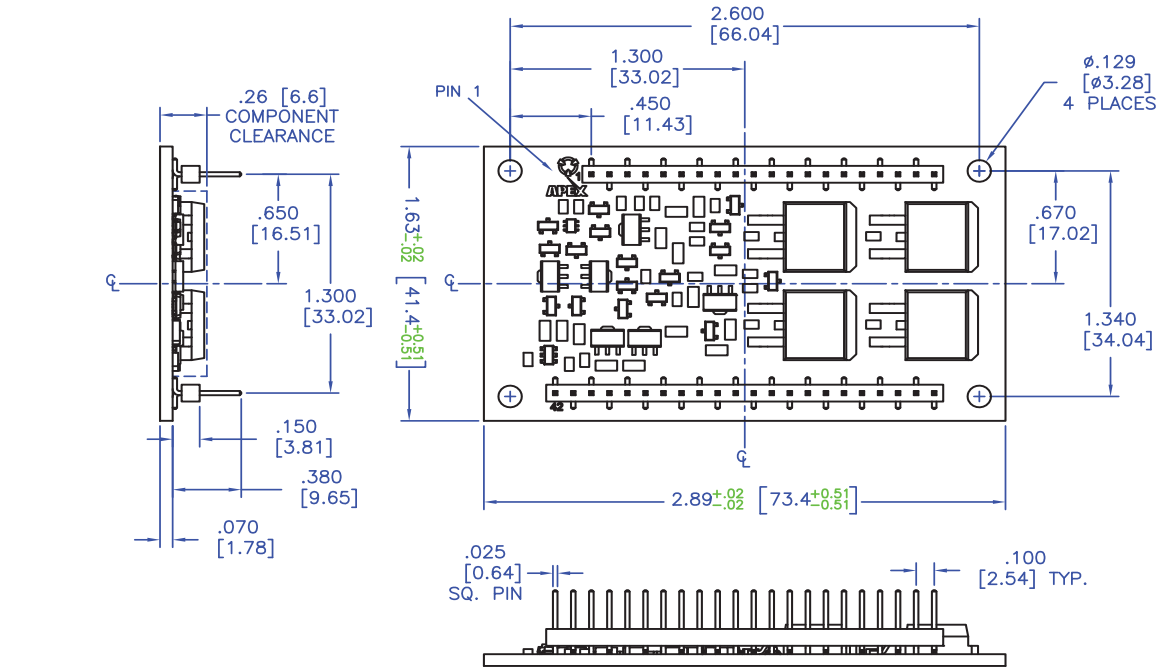 2.600
[66.04]
1.300
[33.02]
.450
[11.43]
PIN 1
ø.129
[ø3.28]
4 PLACES
.26 [6.6]
COMPONENT
CLEARANCE
1
APEX
.650
[16.51]
1.63+.02 -.02 [41.4+0.51 -0.51]
.670
[17.02]
CL
CL
1.300
[33.02]
1.340
[34.04]
42
.150
[3.81]
CL
.380
[9.65]
2.89+.02 -.02 [73.4+0.51 -0.51]
.070
[1.78]
.025
[0.64]
SQ. PIN
.100
[2.54] TYP.